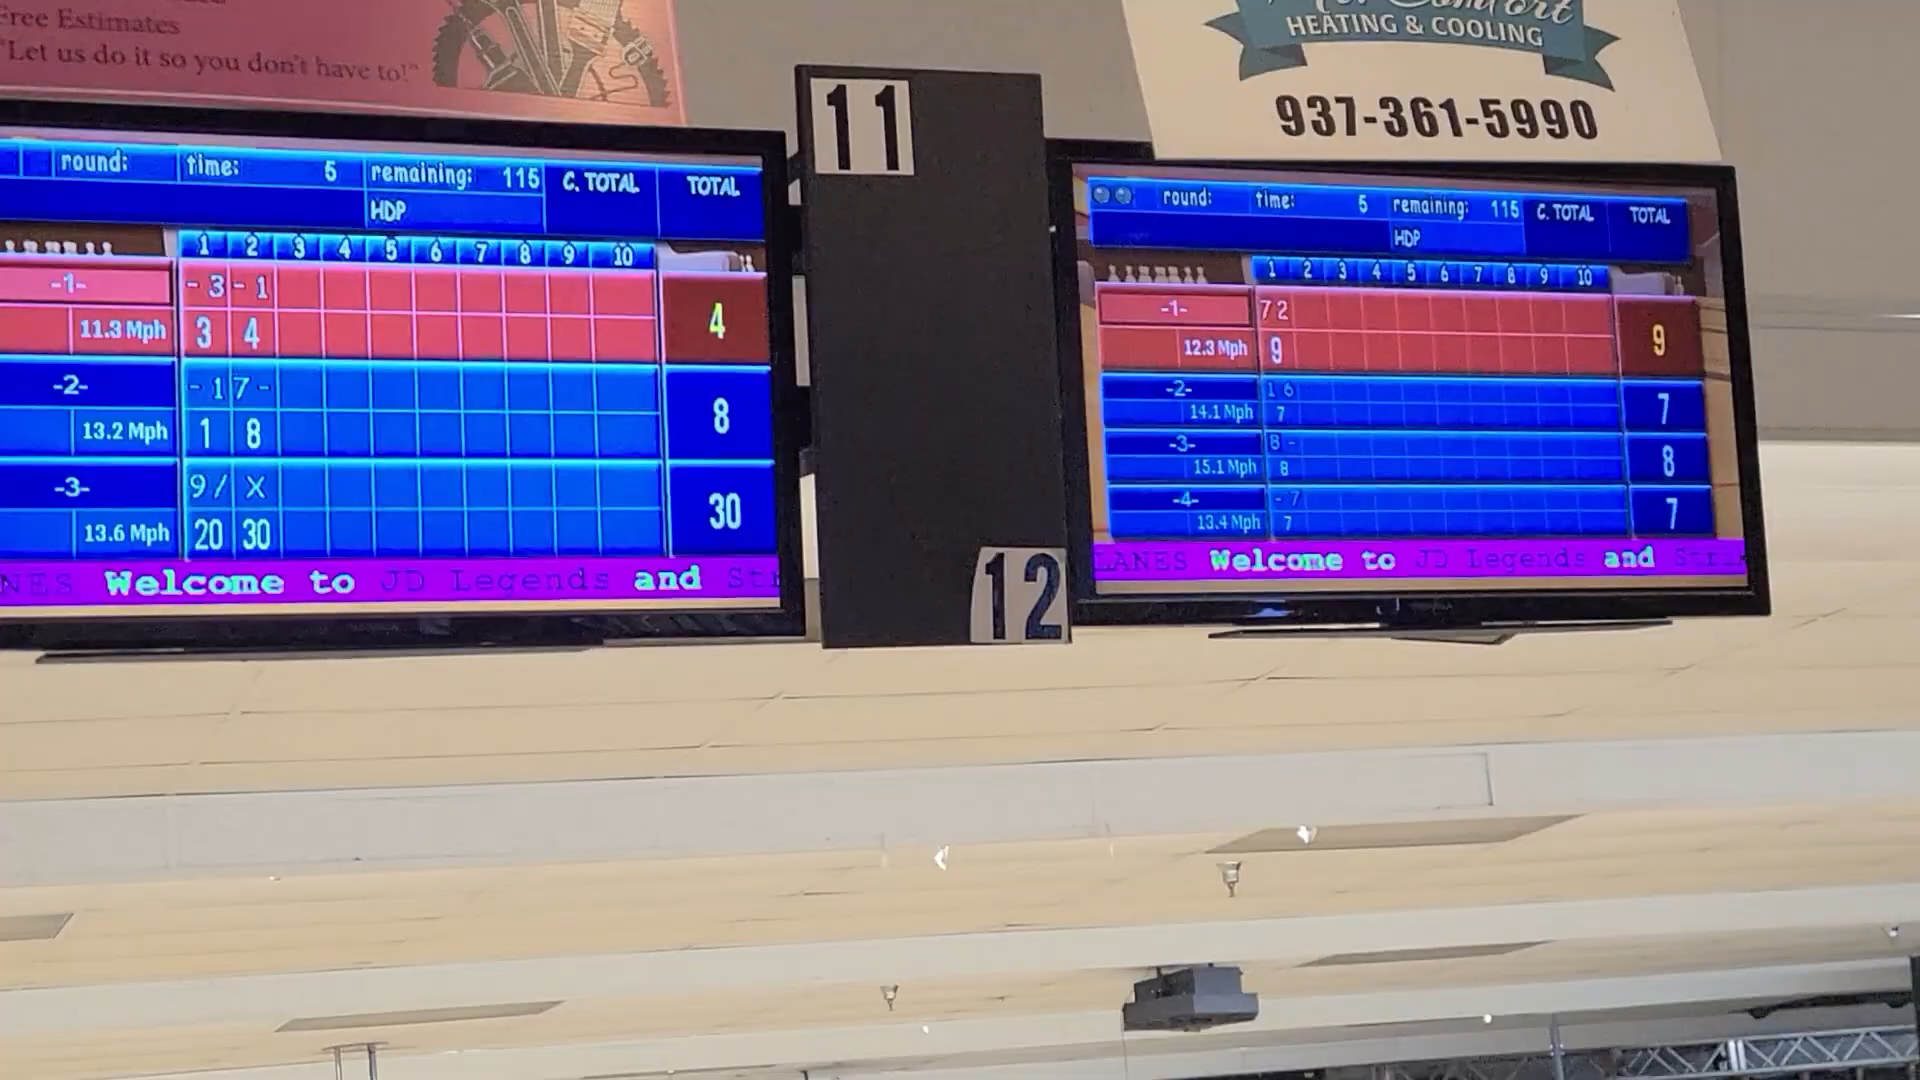 Free Estimates
"Let us do it so you don't have to!"
Comfort
HEATING & COOLING
937-361-5990
11
12
round: time: 5 remaining: 115 C. TOTAL TOTAL
HDP
1 2 3 4 5 6 7 8 9 10
-1- - 3 - 1
11.3 Mph 3 4 4
-2- - 1 7 -
13.2 Mph 1 8 8
-3- 9 / X
13.6 Mph 20 30 30
NES Welcome to JD Legends and St
round: time: 5 remaining: 115 C. TOTAL TOTAL
HDP
1 2 3 4 5 6 7 8 9 10
-1- 7 2
12.3 Mph 9 9
-2- 1 6
14.1 Mph 7 7
-3- 8 -
15.1 Mph 8 8
-4- - 7
13.4 Mph 7 7
LANES Welcome to JD Legends and Stri